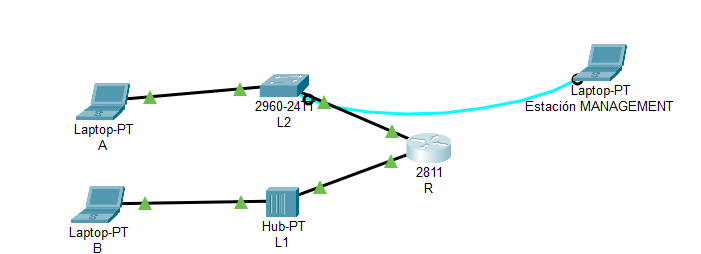 Laptop-PT
A
2960-24TT
L2
Laptop-PT
Estación MANAGEMENT
2811
R
Laptop-PT
B
Hub-PT
L1